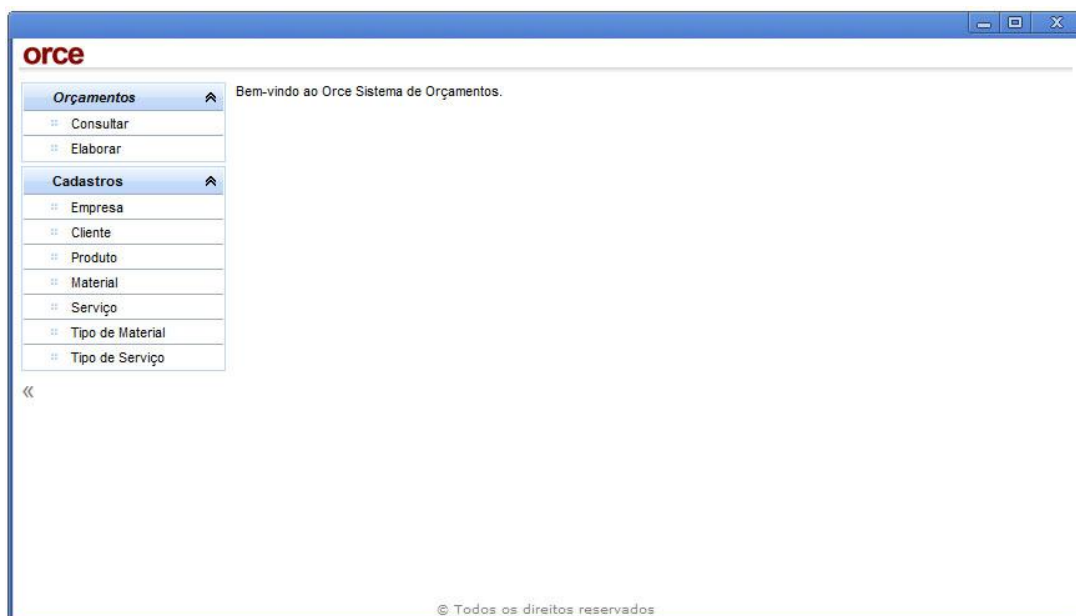 orce
Orçamentos
Consultar
Elaborar
Cadastros
Empresa
Cliente
Produto
Material
Serviço
Tipo de Material
Tipo de Serviço
«
Bem-vindo ao Orce Sistema de Orçamentos.
© Todos os direitos reservados